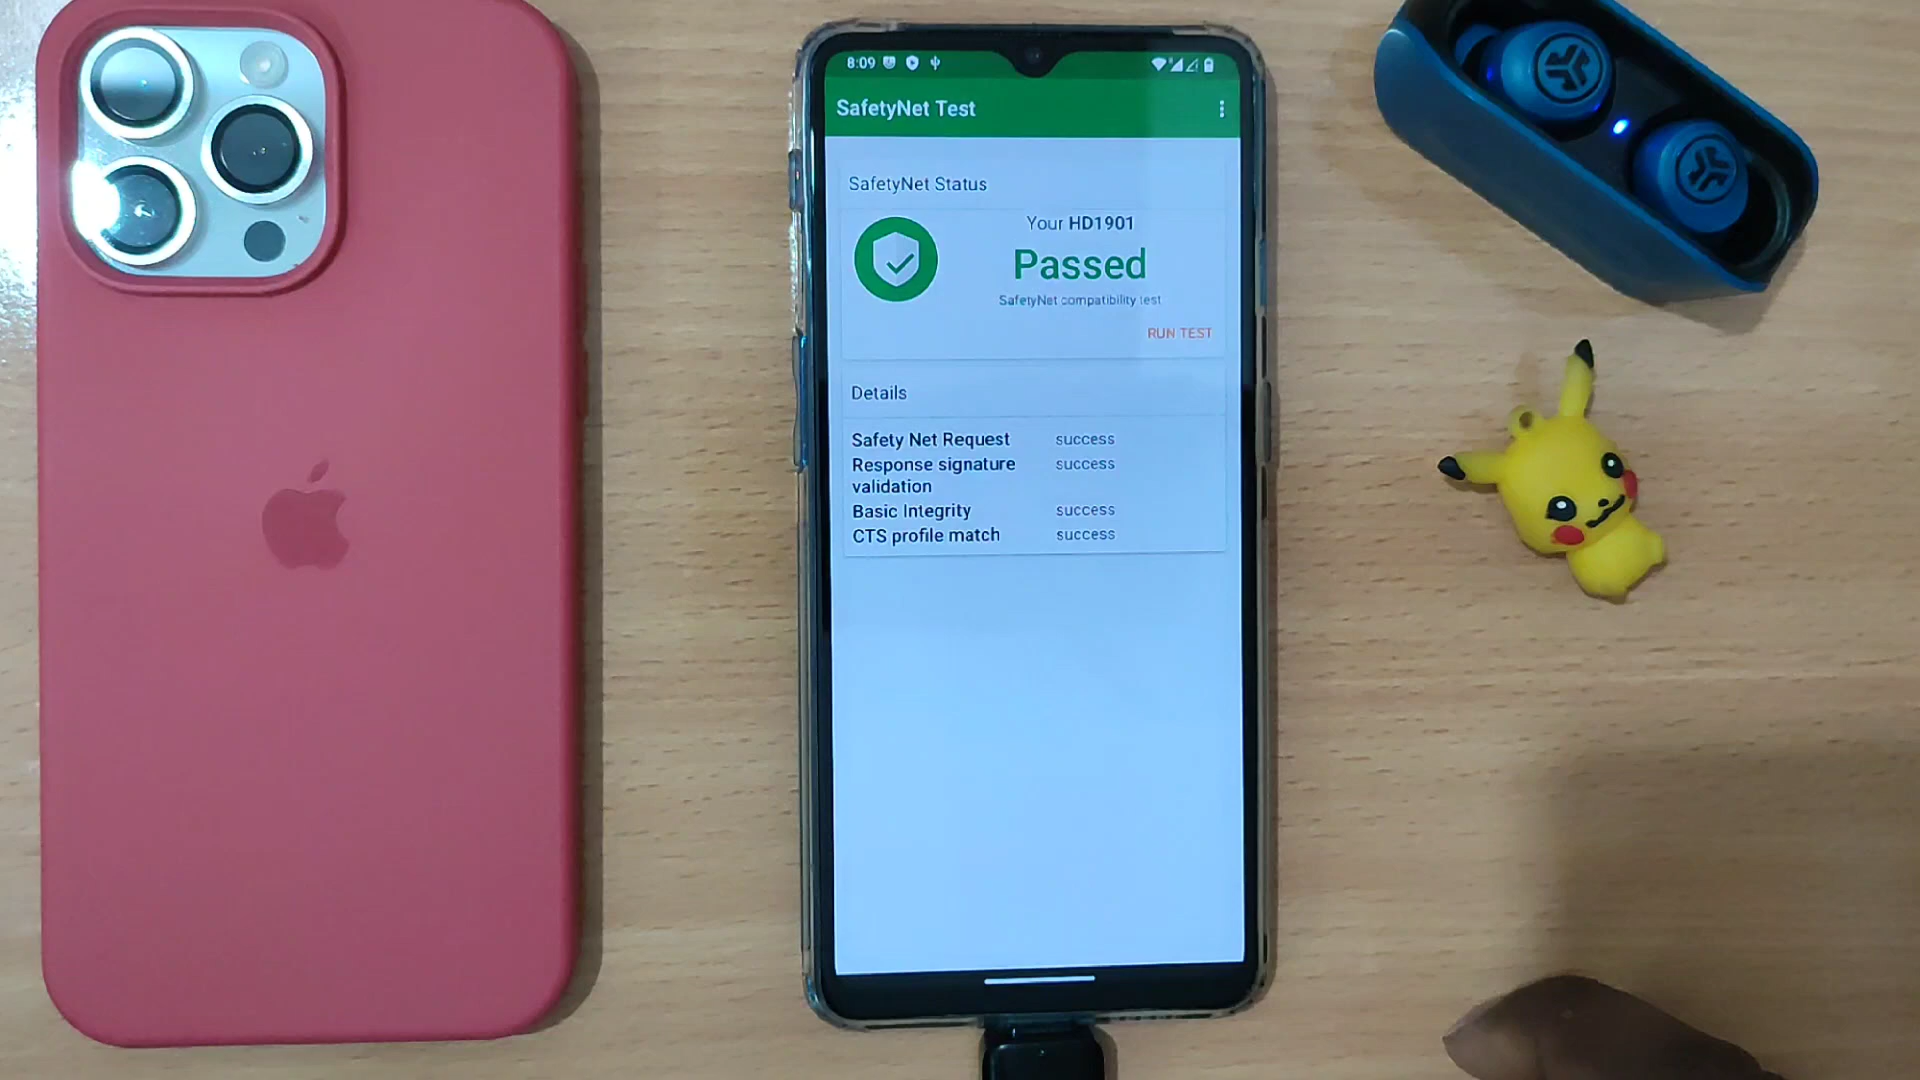 8:09
SafetyNet Test
SafetyNet Status
Your HD1901
Passed
SafetyNet compatibility test
RUN TEST
Details
Safety Net Request success
Response signature success
validation
Basic Integrity success
CTS profile match success